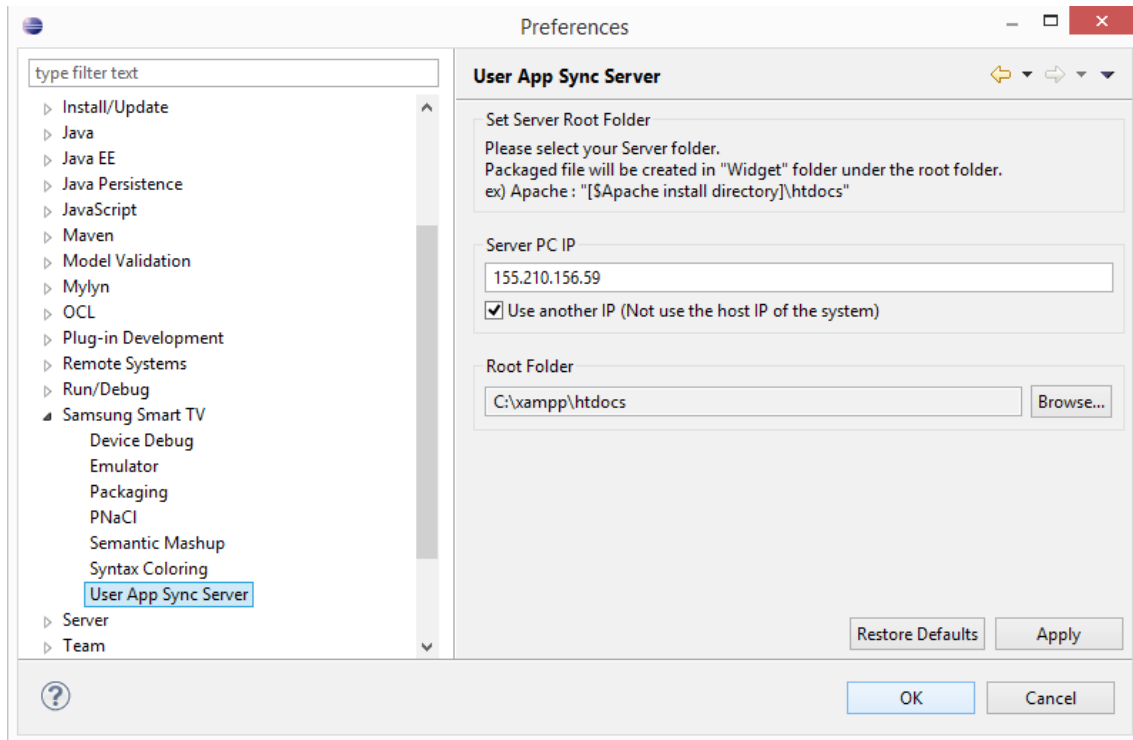 Preferences
type filter text
Install/Update
Java
Java EE
Java Persistence
JavaScript
Maven
Model Validation
Mylyn
OCL
Plug-in Development
Remote Systems
Run/Debug
Samsung Smart TV
Device Debug
Emulator
Packaging
PNaCl
Semantic Mashup
Syntax Coloring
User App Sync Server
Server
Team
User App Sync Server
Set Server Root Folder
Please select your Server folder.
Packaged file will be created in "Widget" folder under the root folder.
ex) Apache : "[$Apache install directory]\htdocs"
Server PC IP
155.210.156.59
Use another IP (Not use the host IP of the system)
Root Folder
C:\xampp\htdocs
Browse...
Restore Defaults
Apply
OK
Cancel